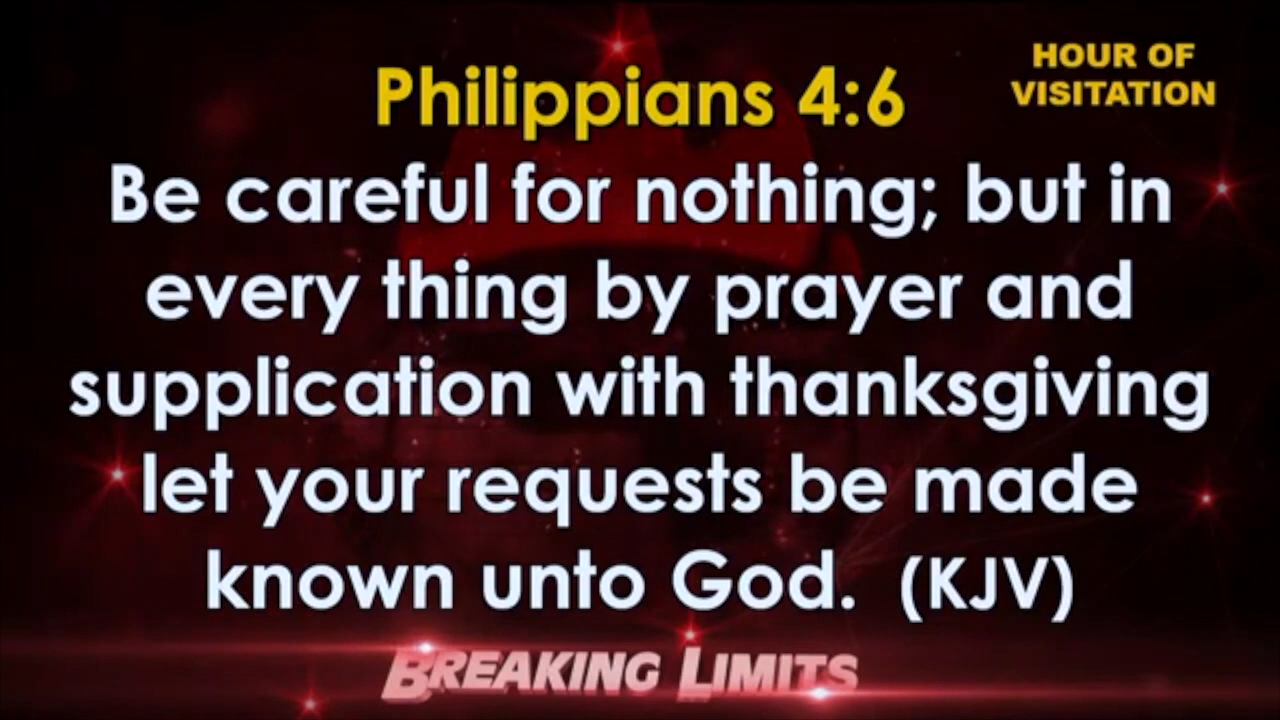 HOUR OF
VISITATION
Philippians 4:6
Be careful for nothing; but in
every thing by prayer and
supplication with thanksgiving
let your requests be made
known unto God. (KJV)
BREAKING LIMITS